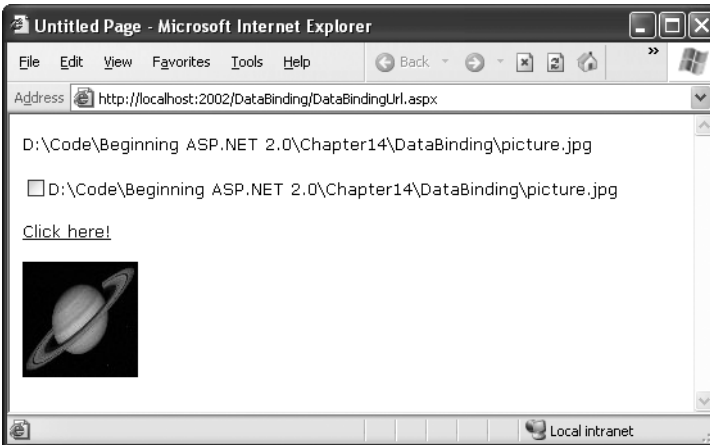 Untitled Page - Microsoft Internet Explorer
File Edit View Favorites Tools Help Back »
Address http://localhost:2002/DataBinding/DataBindingUrl.aspx
D:\Code\Beginning ASP.NET 2.0\Chapter14\DataBinding\picture.jpg
D:\Code\Beginning ASP.NET 2.0\Chapter14\DataBinding\picture.jpg
Click here!
Local intranet